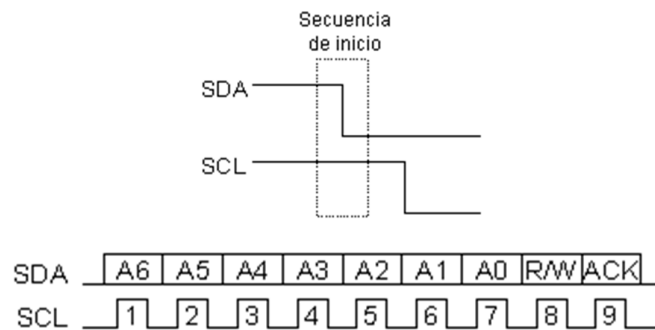 Secuencia
de inicio
SDA
SCL
SDA A6 A5 A4 A3 A2 A1 A0 R/W ACK
SCL 1 2 3 4 5 6 7 8 9